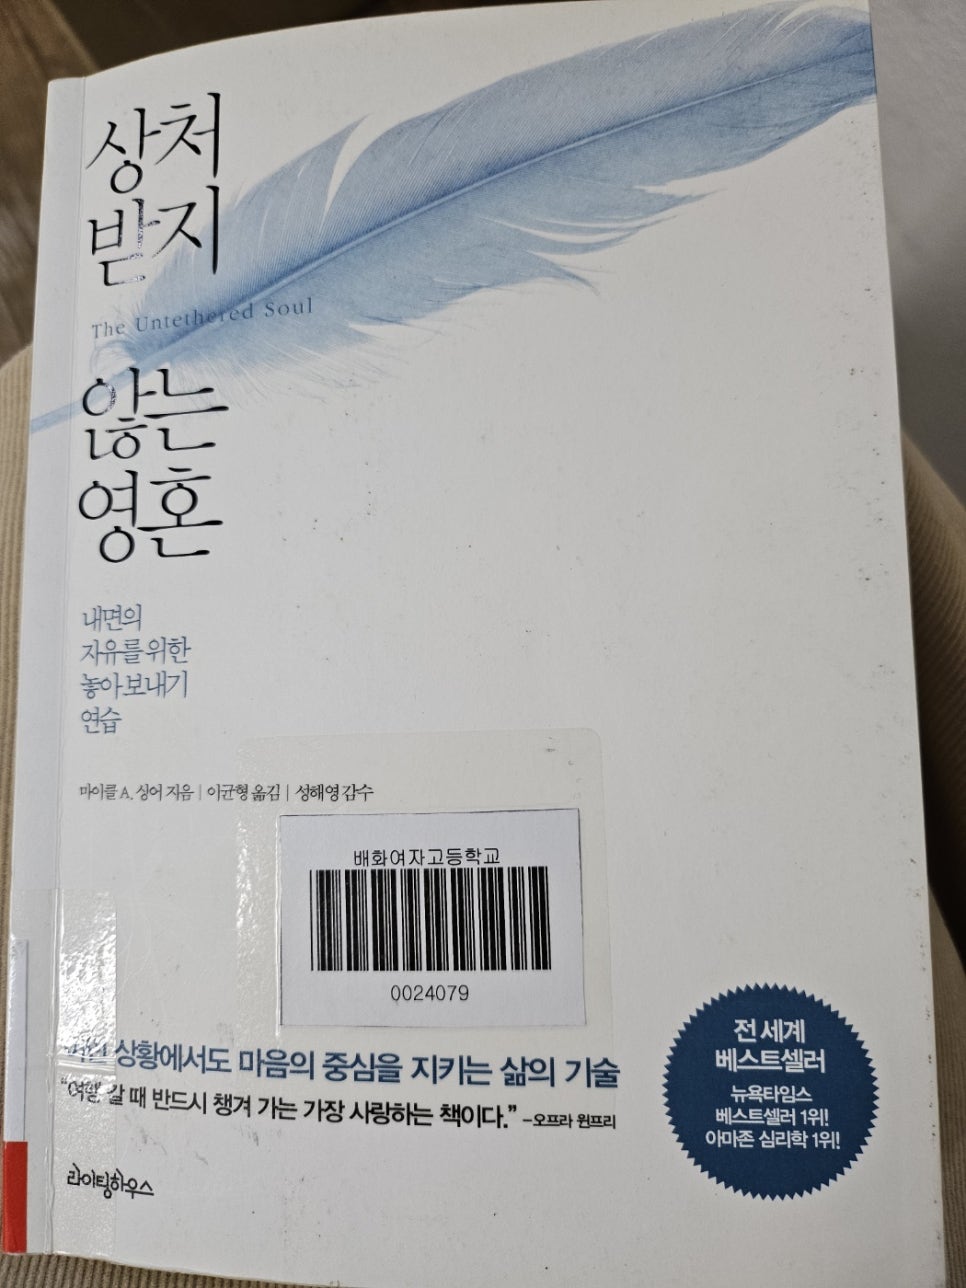 상처
받지
The Untethered Soul
않는
영혼
내면의
자유를 위한
놓아 보내기
연습
마이클 A. 싱어 지음 | 이균형 옮김 | 성해영 감수
배화여자고등학교
0024079
상황에서도 마음의 중심을 지키는 삶의 기술
“여행 갈 때 반드시 챙겨 가는 가장 사랑하는 책이다.” –오프라 윈프리
전 세계
베스트셀러
뉴욕타임스
베스트셀러 1위!
아마존 심리학 1위!
라이팅하우스